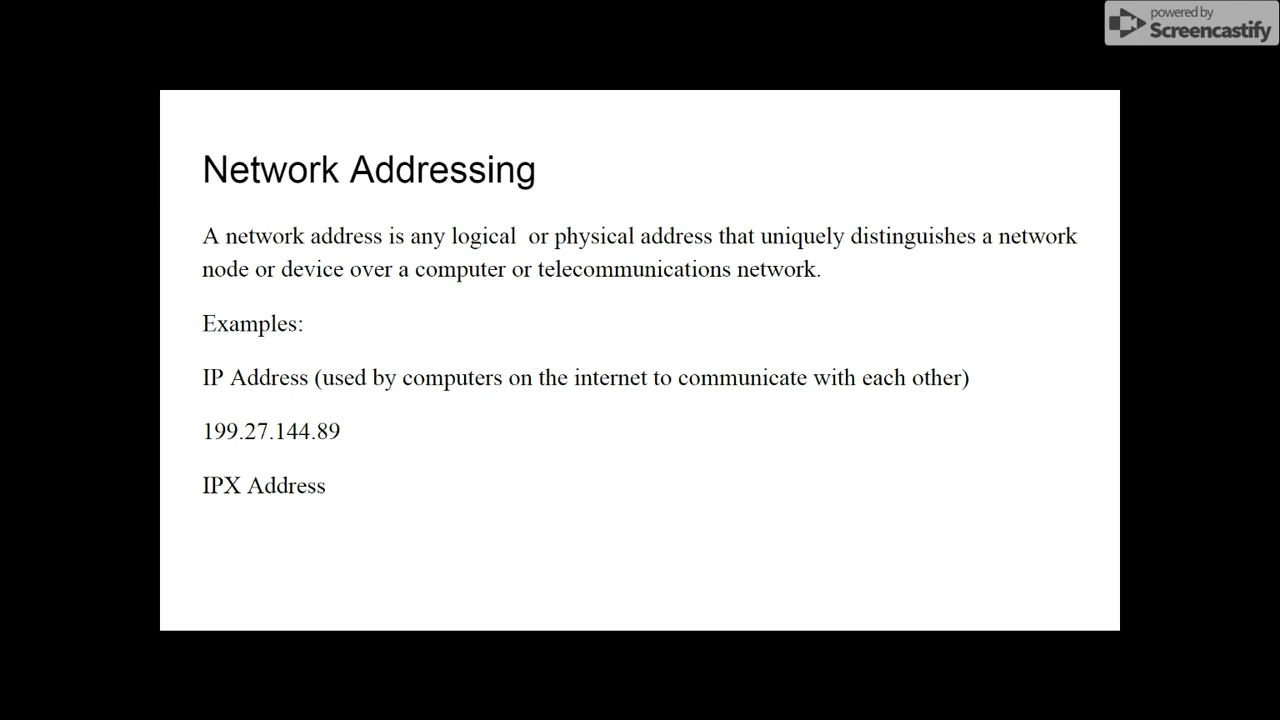 powered by
Screencastify
Network Addressing
A network address is any logical  or physical address that uniquely distinguishes a network
node or device over a computer or telecommunications network.
Examples:
IP Address (used by computers on the internet to communicate with each other)
199.27.144.89
IPX Address